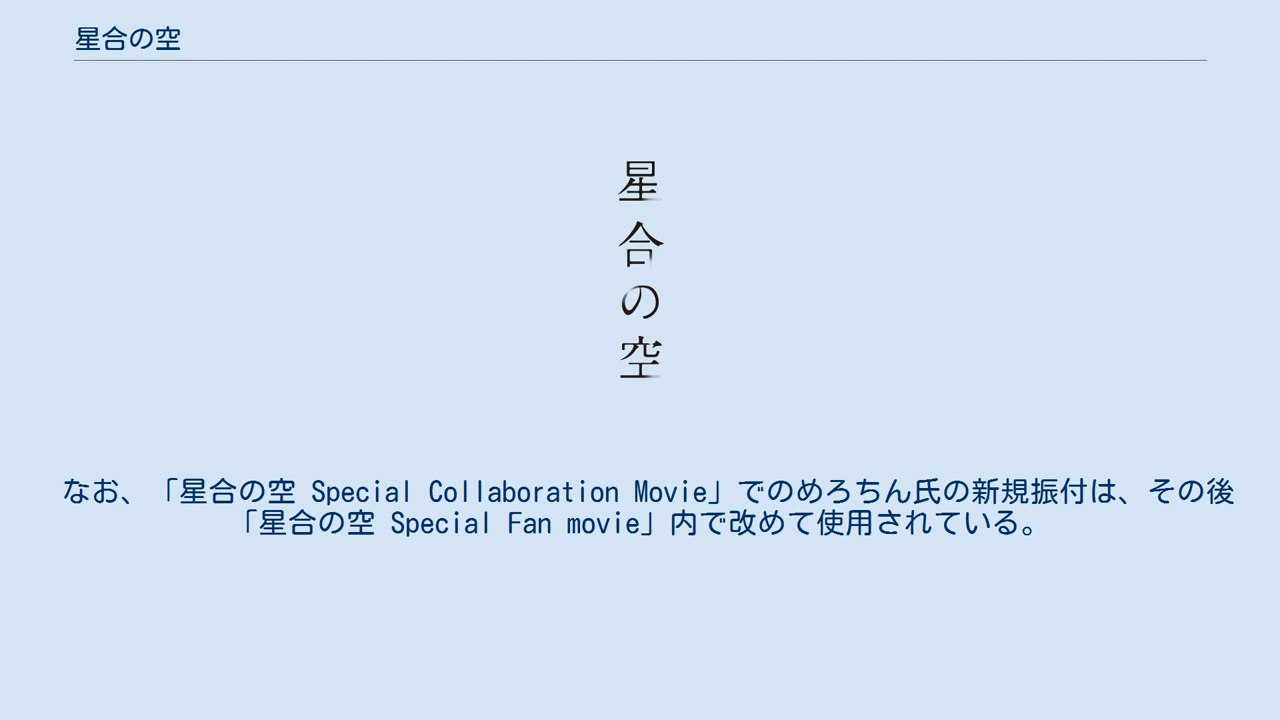 星合の空
星
合
の
空
なお、「星合の空 Special Collaboration Movie」でのめろちん氏の新規振付は、その後
「星合の空 Special Fan movie」内で改めて使用されている。